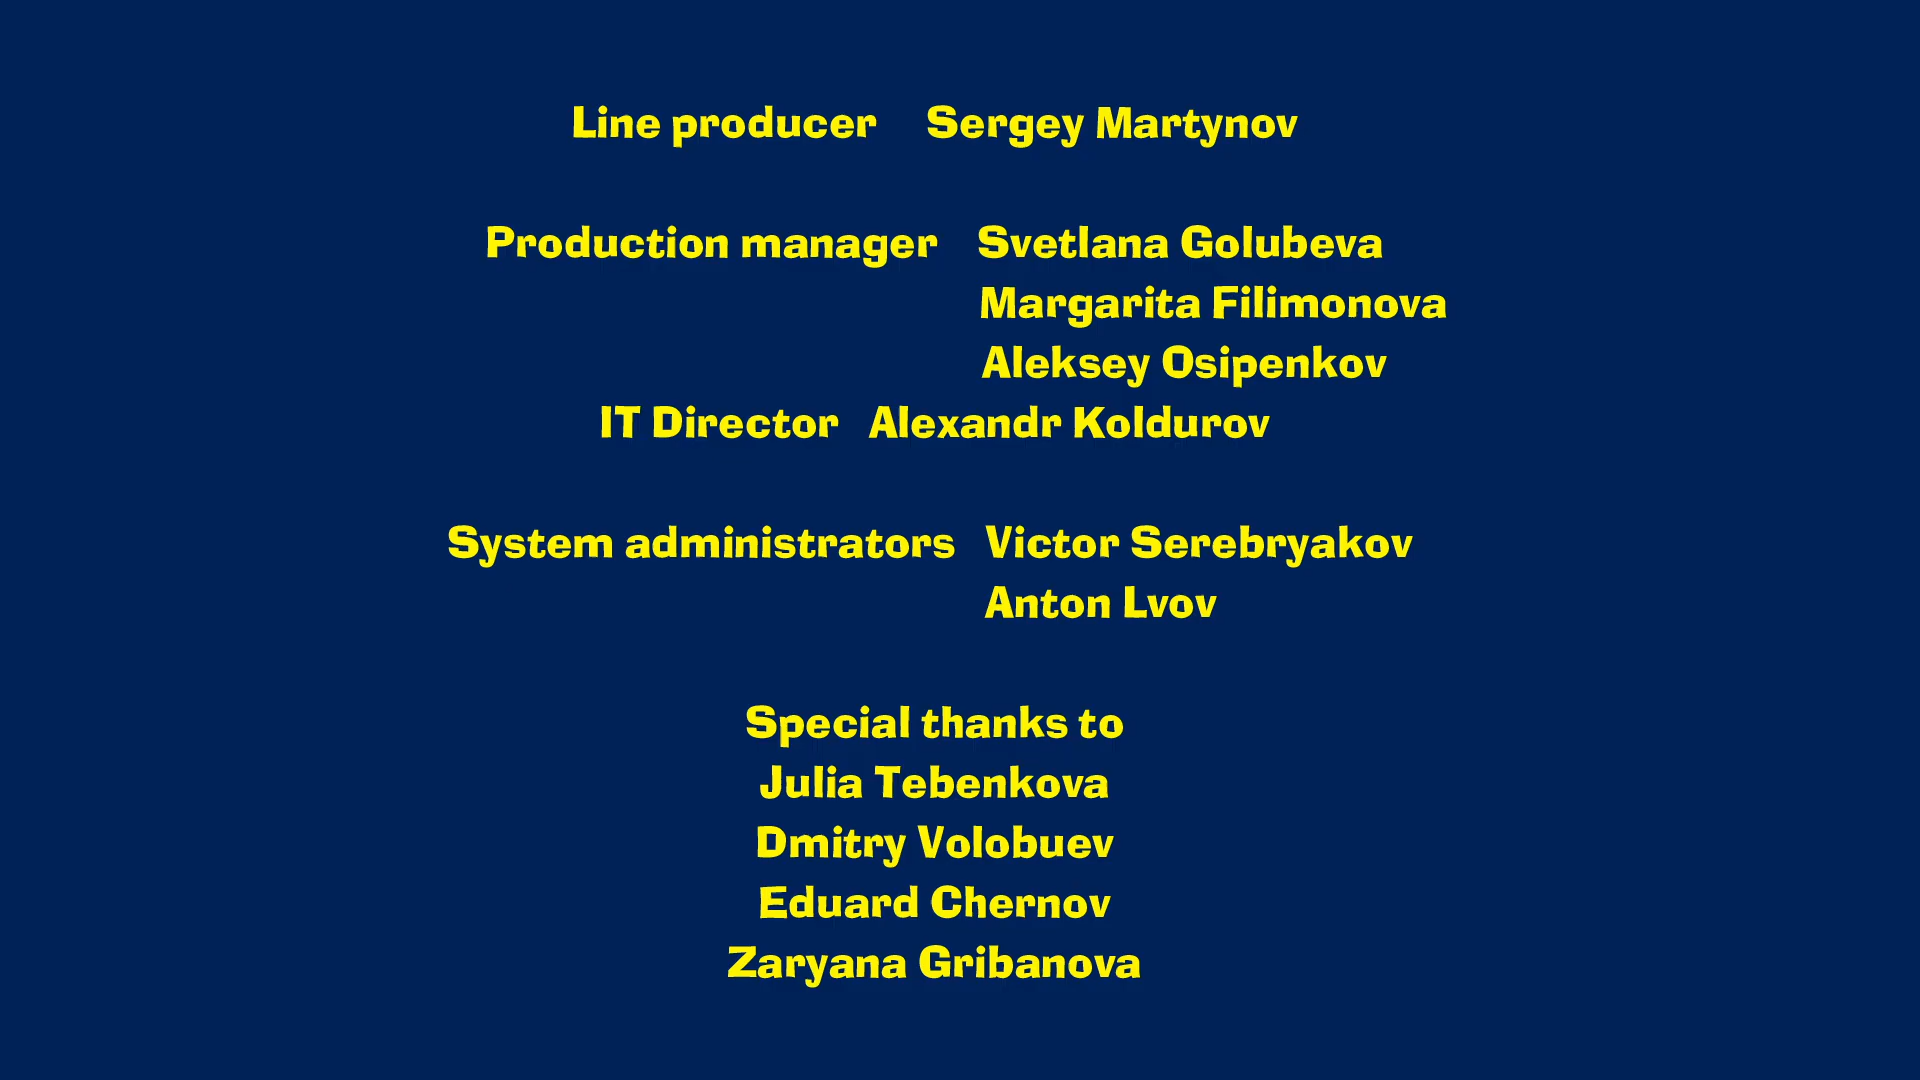 Line producer Sergey Martynov
Production manager Svetlana Golubeva
Margarita Filimonova
Aleksey Osipenkov
IT Director Alexandr Koldurov
System administrators Victor Serebryakov
Anton Lvov
Special thanks to
Julia Tebenkova
Dmitry Volobuev
Eduard Chernov
Zaryana Gribanova